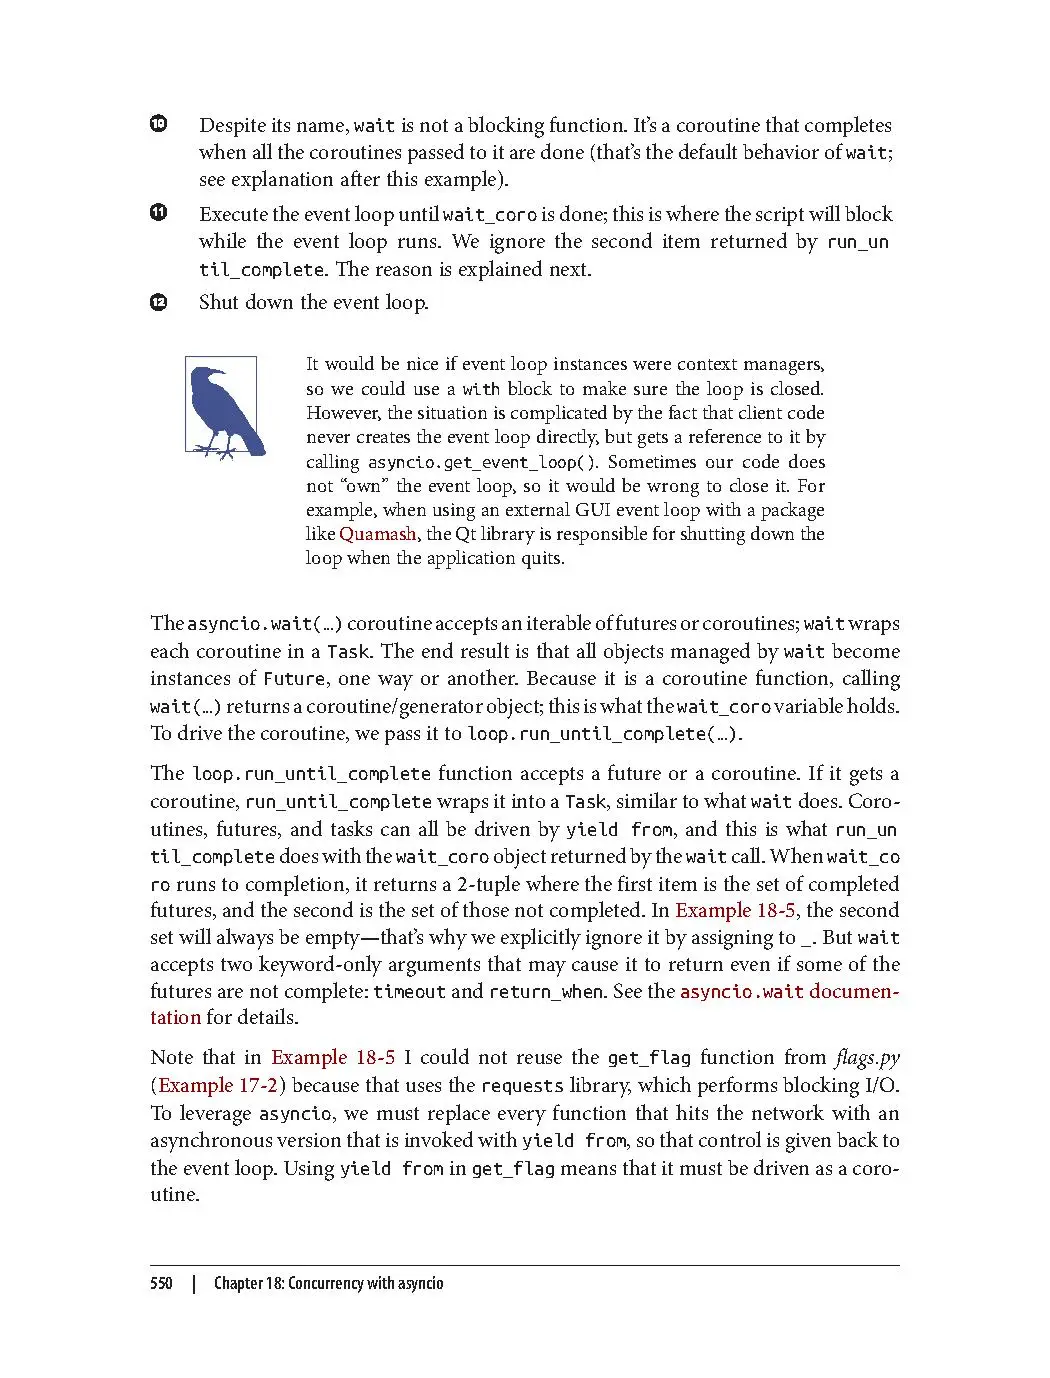 10 Despite its name, wait is not a blocking function. It’s a coroutine that completes
when all the coroutines passed to it are done (that’s the default behavior of wait;
see explanation after this example).
11 Execute the event loop until wait_coro is done; this is where the script will block
while the event loop runs. We ignore the second item returned by run_un
til_complete. The reason is explained next.
12 Shut down the event loop.
It would be nice if event loop instances were context managers,
so we could use a with block to make sure the loop is closed.
However, the situation is complicated by the fact that client code
never creates the event loop directly, but gets a reference to it by
calling asyncio.get_event_loop(). Sometimes our code does
not “own” the event loop, so it would be wrong to close it. For
example, when using an external GUI event loop with a package
like Quamash, the Qt library is responsible for shutting down the
loop when the application quits.
The asyncio.wait(…) coroutine accepts an iterable of futures or coroutines; wait wraps
each coroutine in a Task. The end result is that all objects managed by wait become
instances of Future, one way or another. Because it is a coroutine function, calling
wait(…) returns a coroutine/generator object; this is what the wait_coro variable holds.
To drive the coroutine, we pass it to loop.run_until_complete(…).
The loop.run_until_complete function accepts a future or a coroutine. If it gets a
coroutine, run_until_complete wraps it into a Task, similar to what wait does. Coro-
utines, futures, and tasks can all be driven by yield from, and this is what run_un
til_complete does with the wait_coro object returned by the wait call. When wait_co
ro runs to completion, it returns a 2-tuple where the first item is the set of completed
futures, and the second is the set of those not completed. In Example 18-5, the second
set will always be empty—that’s why we explicitly ignore it by assigning to _. But wait
accepts two keyword-only arguments that may cause it to return even if some of the
futures are not complete: timeout and return_when. See the asyncio.wait documen-
tation for details.
Note that in Example 18-5 I could not reuse the get_flag function from flags.py
(Example 17-2) because that uses the requests library, which performs blocking I/O.
To leverage asyncio, we must replace every function that hits the network with an
asynchronous version that is invoked with yield from, so that control is given back to
the event loop. Using yield from in get_flag means that it must be driven as a coro-
utine.
550 | Chapter 18: Concurrency with asyncio